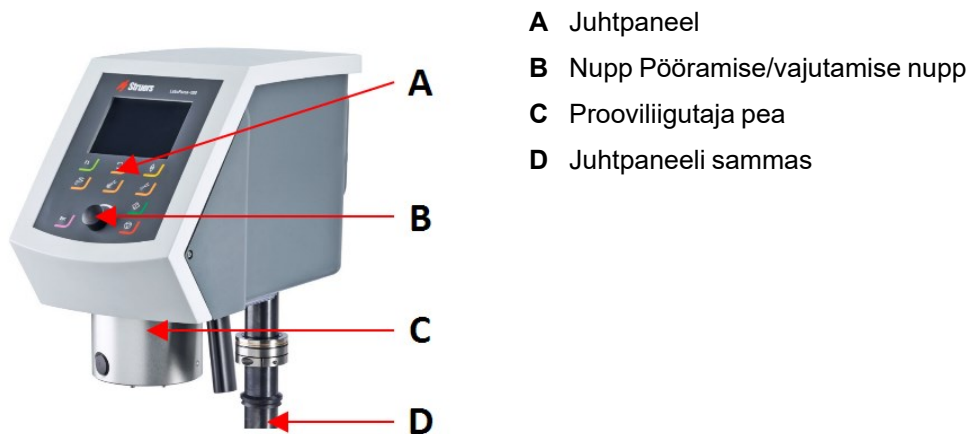 A Juhtpaneel
B Nupp Pööramise/vajutamise nupp
C Prooviliigutaja pea
D Juhtpaneeli sammas
Struers
A
B
C
D